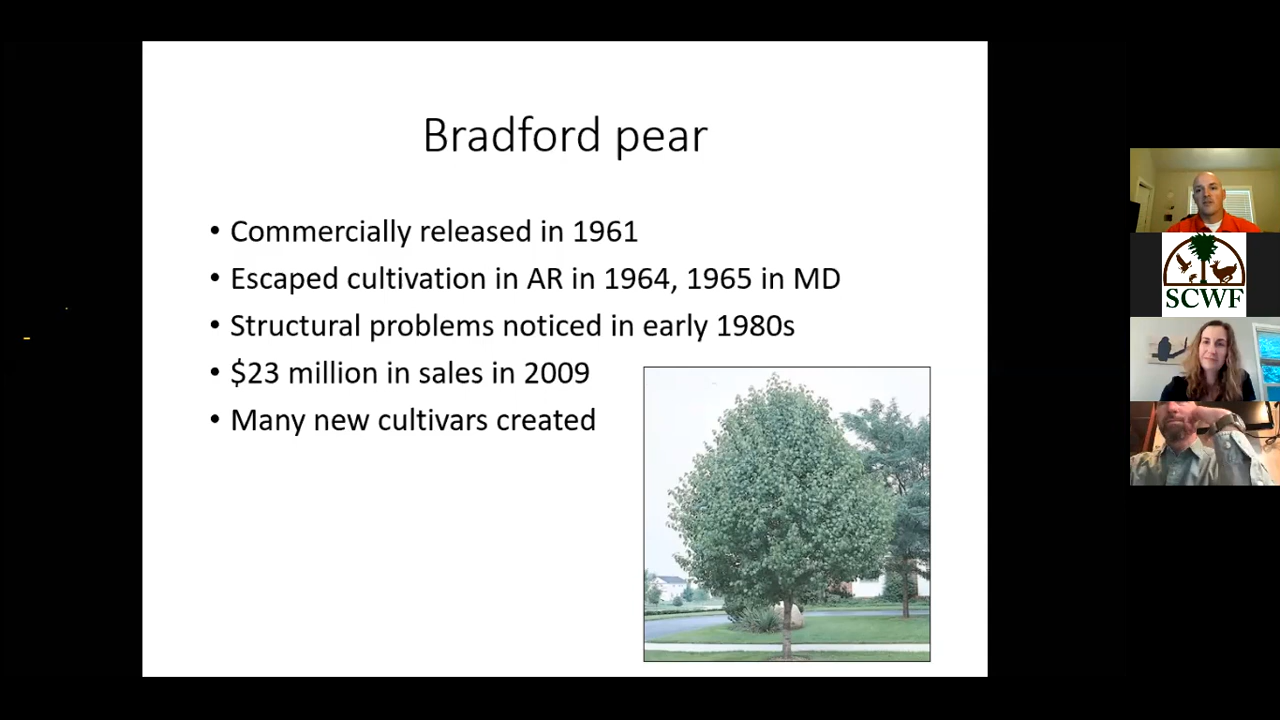 Bradford pear
• Commercially released in 1961
• Escaped cultivation in AR in 1964, 1965 in MD
• Structural problems noticed in early 1980s
• $23 million in sales in 2009
• Many new cultivars created
SCWF